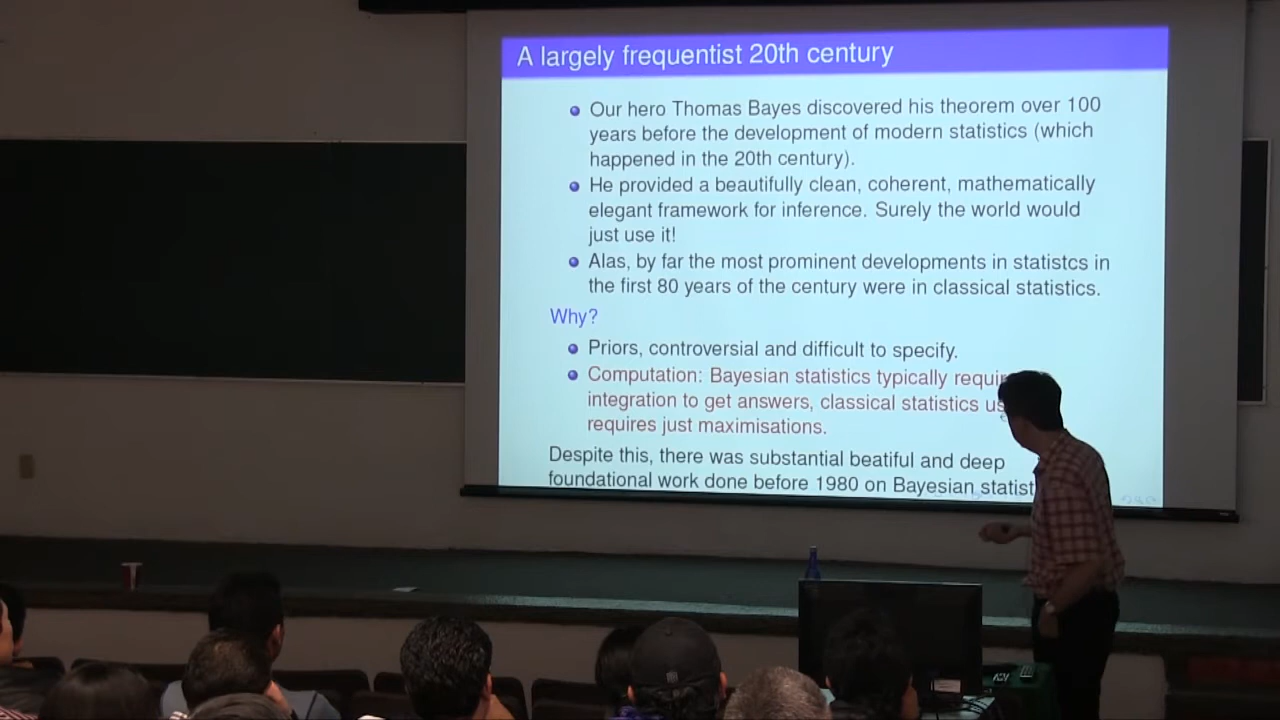 A largely frequentist 20th century
Our hero Thomas Bayes discovered his theorem over 100
years before the development of modern statistics (which
happened in the 20th century).
He provided a beautifully clean, coherent, mathematically
elegant framework for inference. Surely the world would
just use it!
Alas, by far the most prominent developments in statistcs in
the first 80 years of the century were in classical statistics.
Why?
Priors, controversial and difficult to specify.
Computation: Bayesian statistics typically requi
integration to get answers, classical statistics us
requires just maximisations.
Despite this, there was substantial beatiful and deep
foundational work done before 1980 on Bayesian statist